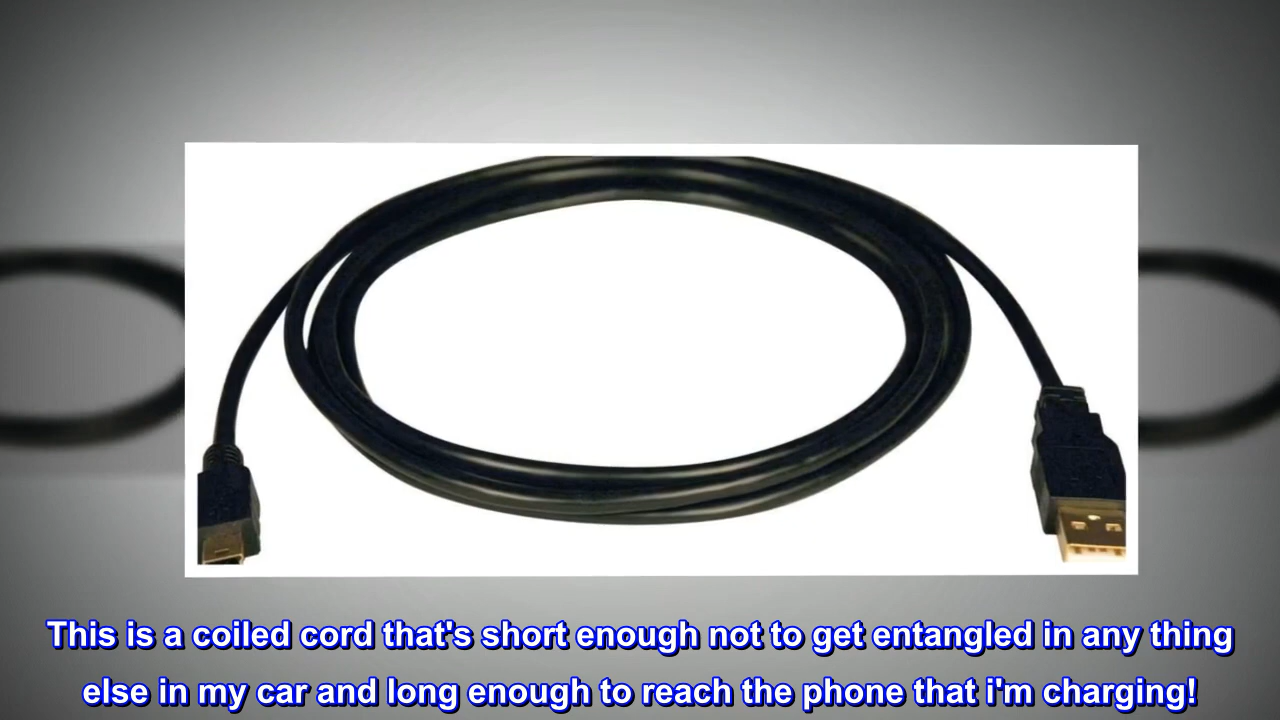 This is a coiled cord that's short enough not to get entangled in any thing
else in my car and long enough to reach the phone that i'm charging!